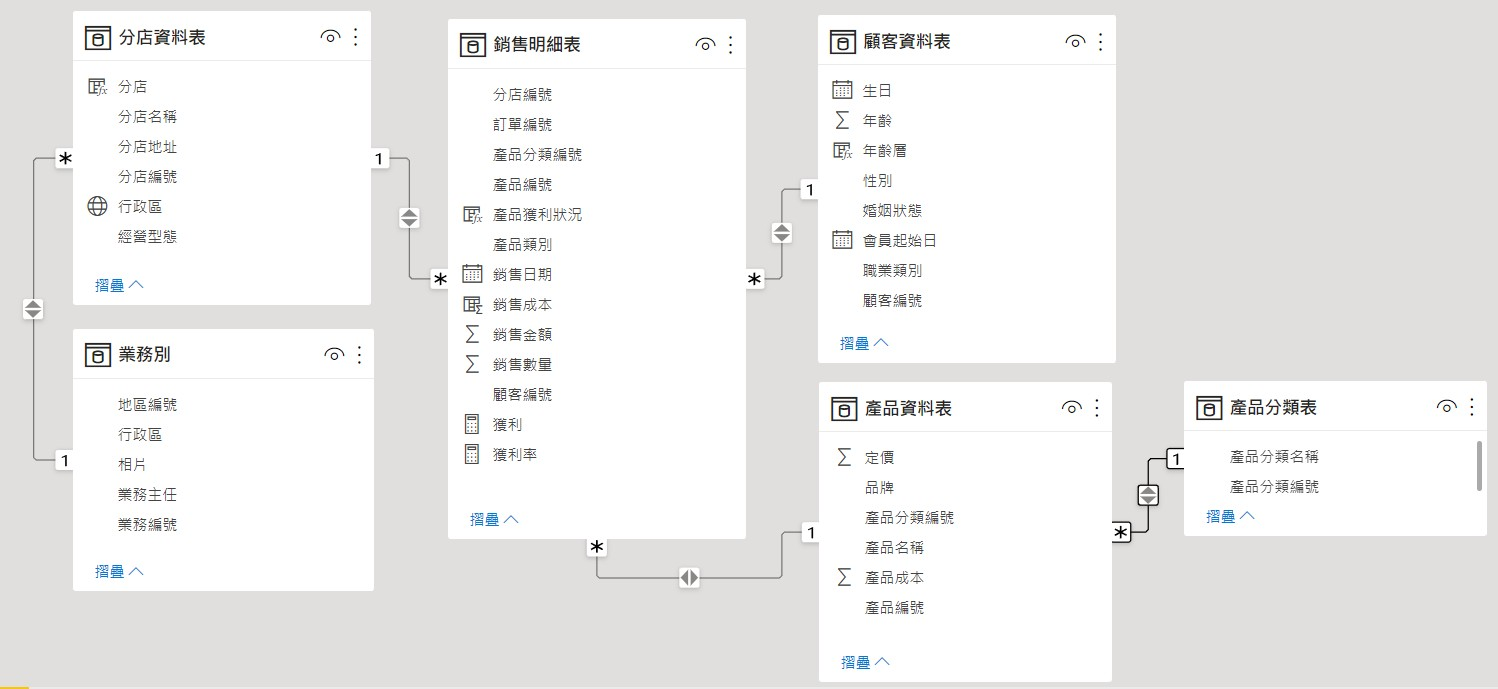 分店資料表
分店
分店名稱
分店地址
分店編號
行政區
經營型態
摺疊
*
1
業務別
地區編號
行政區
相片
業務主任
業務編號
摺疊
1
銷售明細表
分店編號
訂單編號
產品分類編號
產品編號
產品獲利狀況
產品類別
銷售日期
銷售成本
銷售金額
銷售數量
顧客編號
獲利
獲利率
摺疊
*
*
*
顧客資料表
生日
年齡
年齡層
性別
婚姻狀態
會員起始日
職業類別
顧客編號
摺疊
1
產品資料表
定價
品牌
產品分類編號
產品名稱
產品成本
產品編號
摺疊
1
*
產品分類表
產品分類名稱
產品分類編號
摺疊
1